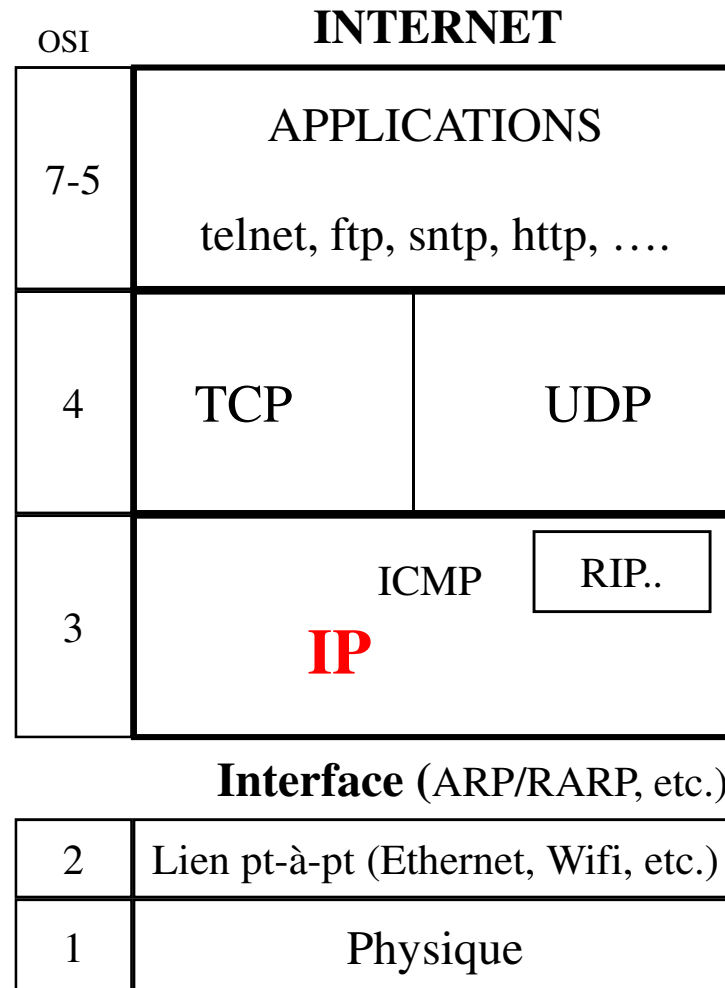 OSI
INTERNET
7-5
APPLICATIONS
telnet, ftp, sntp, http, ….
4
TCP
UDP
3
ICMP
RIP..
IP
Interface (ARP/RARP, etc.)
2
Lien pt-à-pt (Ethernet, Wifi, etc.)
1
Physique